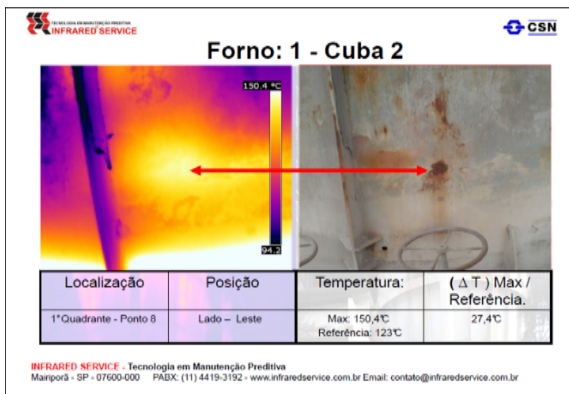 TECNOLOGIA EM MANUTENÇÃO PREDITIVA
INFRARED SERVICE
CSN
Forno: 1 - Cuba 2
150.4 °C
94.2
Localização
Posição
Temperatura:
( Δ T ) Max /
Referência.
1°Quadrante - Ponto 8
Lado – Leste
Max: 150,4℃
Referência: 123℃
27,4℃
INFRARED SERVICE - Tecnologia em Manutenção Preditiva
Mairiporã - SP - 07600-000 PABX: (11) 4419-3192 - www.infraredservice.com.br Email: contato@infraredservice.com.br